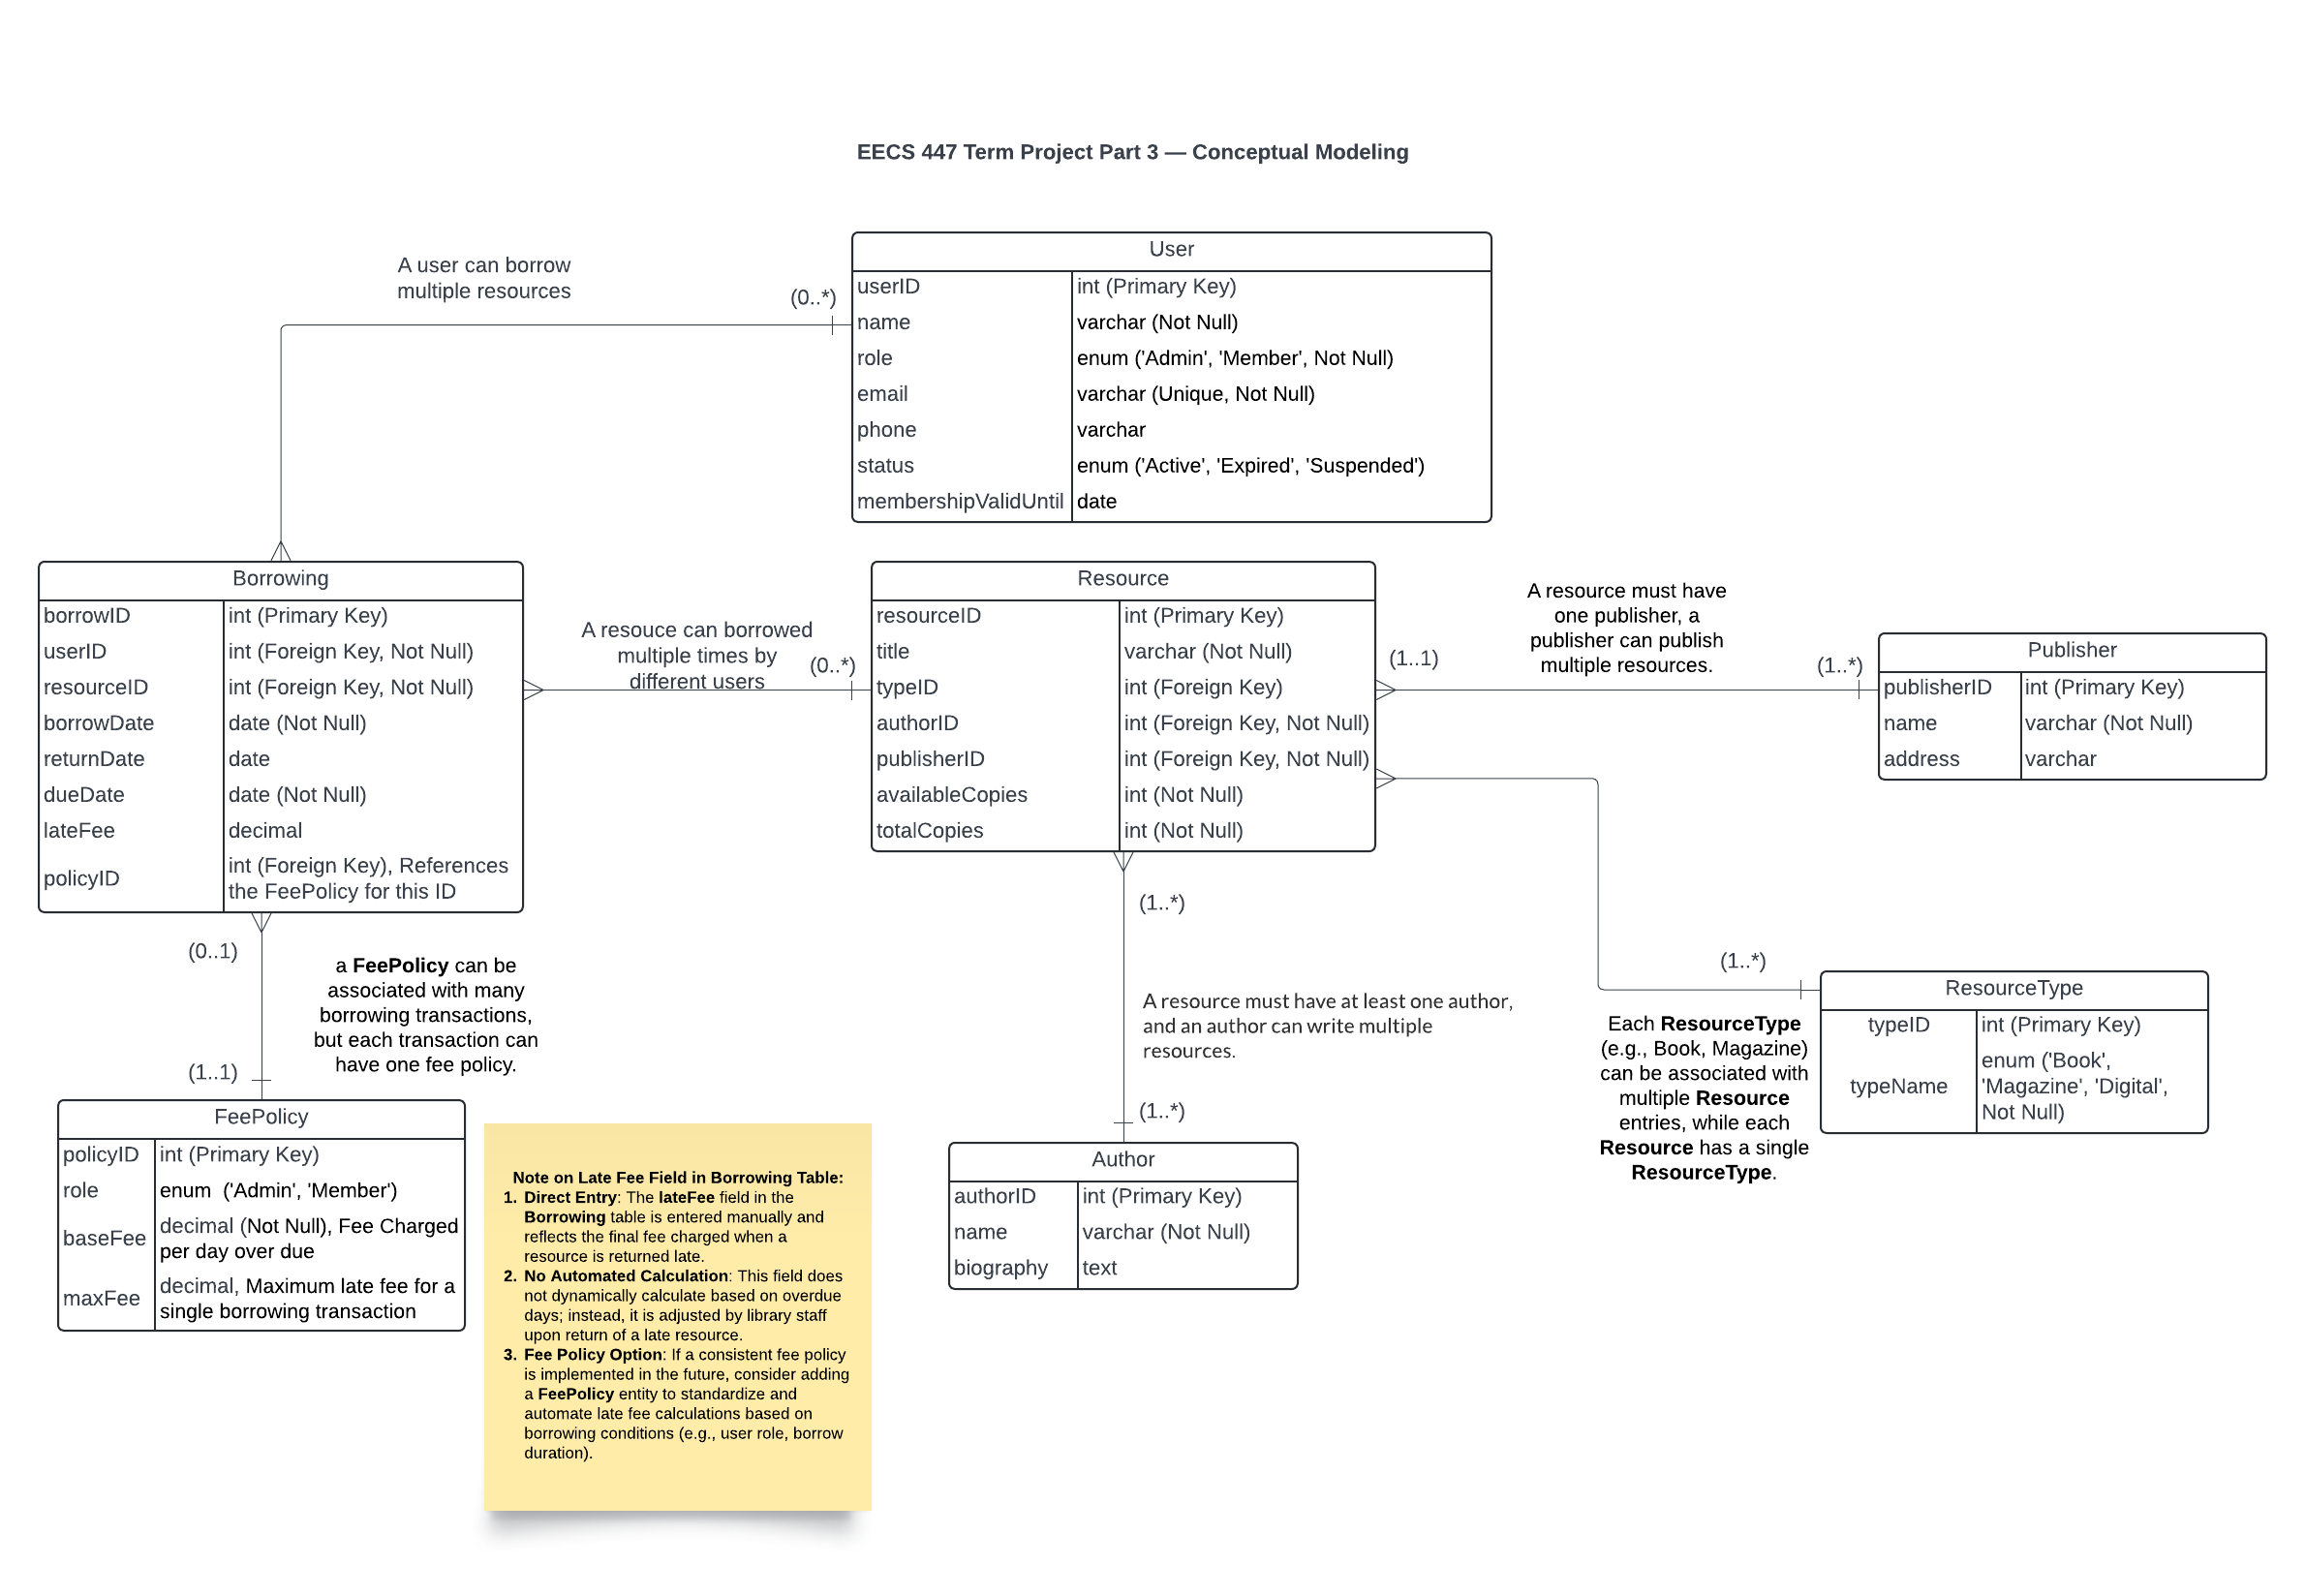 EECS 447 Term Project Part 3 — Conceptual Modeling
A user can borrow
multiple resources
(0..*)
User
userID int (Primary Key)
name varchar (Not Null)
role enum ('Admin', 'Member', Not Null)
email varchar (Unique, Not Null)
phone varchar
status enum ('Active', 'Expired', 'Suspended')
membershipValidUntil date
Borrowing
borrowID int (Primary Key)
userID int (Foreign Key, Not Null)
resourceID int (Foreign Key, Not Null)
borrowDate date (Not Null)
returnDate date
dueDate date (Not Null)
lateFee decimal
policyID int (Foreign Key), References
the FeePolicy for this ID
A resouce can borrowed
multiple times by
different users
(0..*)
Resource
resourceID int (Primary Key)
title varchar (Not Null)
typeID int (Foreign Key)
authorID int (Foreign Key, Not Null)
publisherID int (Foreign Key, Not Null)
availableCopies int (Not Null)
totalCopies int (Not Null)
A resource must have
one publisher, a
publisher can publish
multiple resources.
(1..1)
(1..*)
Publisher
publisherID int (Primary Key)
name varchar (Not Null)
address varchar
(0..1)
a FeePolicy can be
associated with many
borrowing transactions,
but each transaction can
have one fee policy.
(1..1)
FeePolicy
policyID int (Primary Key)
role enum ('Admin', 'Member')
baseFee decimal (Not Null), Fee Charged
per day over due
maxFee decimal, Maximum late fee for a
single borrowing transaction
Note on Late Fee Field in Borrowing Table:
1. Direct Entry: The lateFee field in the
Borrowing table is entered manually and
reflects the final fee charged when a
resource is returned late.
2. No Automated Calculation: This field does
not dynamically calculate based on overdue
days; instead, it is adjusted by library staff
upon return of a late resource.
3. Fee Policy Option: If a consistent fee policy
is implemented in the future, consider adding
a FeePolicy entity to standardize and
automate late fee calculations based on
borrowing conditions (e.g., user role, borrow
duration).
(1..*)
A resource must have at least one author,
and an author can write multiple
resources.
(1..*)
Author
authorID int (Primary Key)
name varchar (Not Null)
biography text
(1..*)
Each ResourceType
(e.g., Book, Magazine)
can be associated with
multiple Resource
entries, while each
Resource has a single
ResourceType.
ResourceType
typeID int (Primary Key)
typeName enum ('Book',
'Magazine', 'Digital',
Not Null)